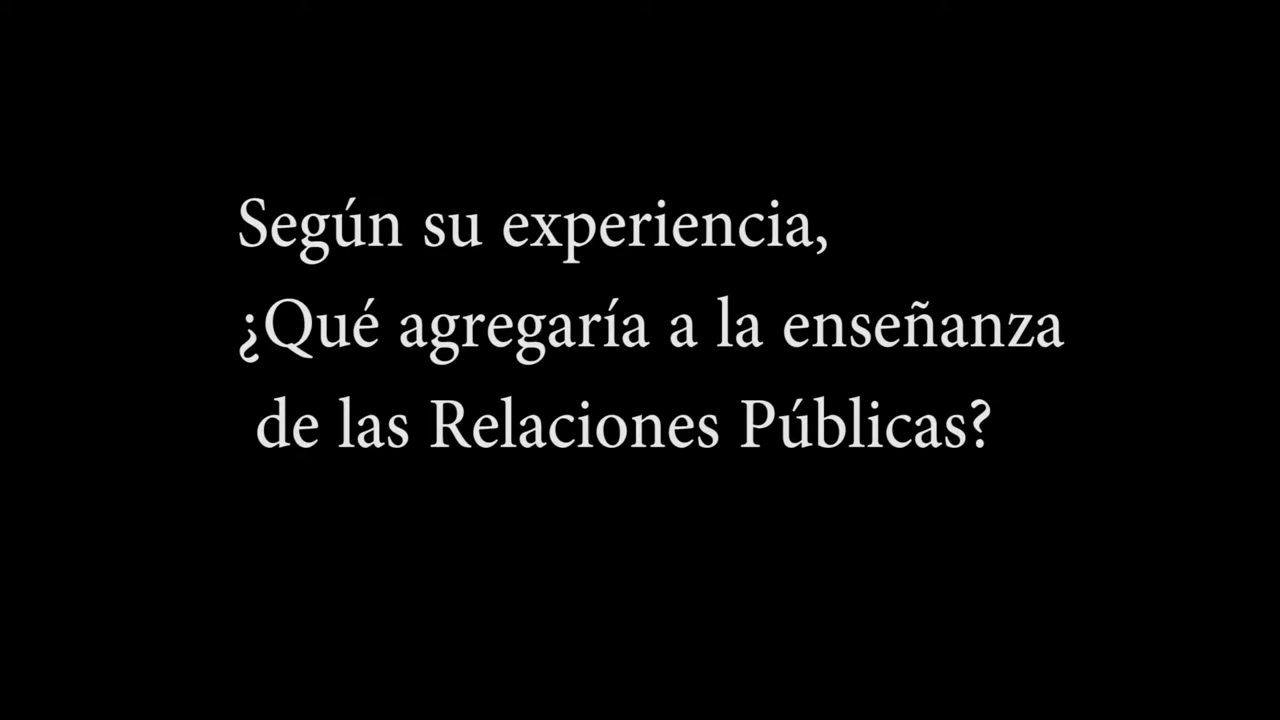 Según su experiencia,
¿Qué agregaría a la enseñanza
de las Relaciones Públicas?